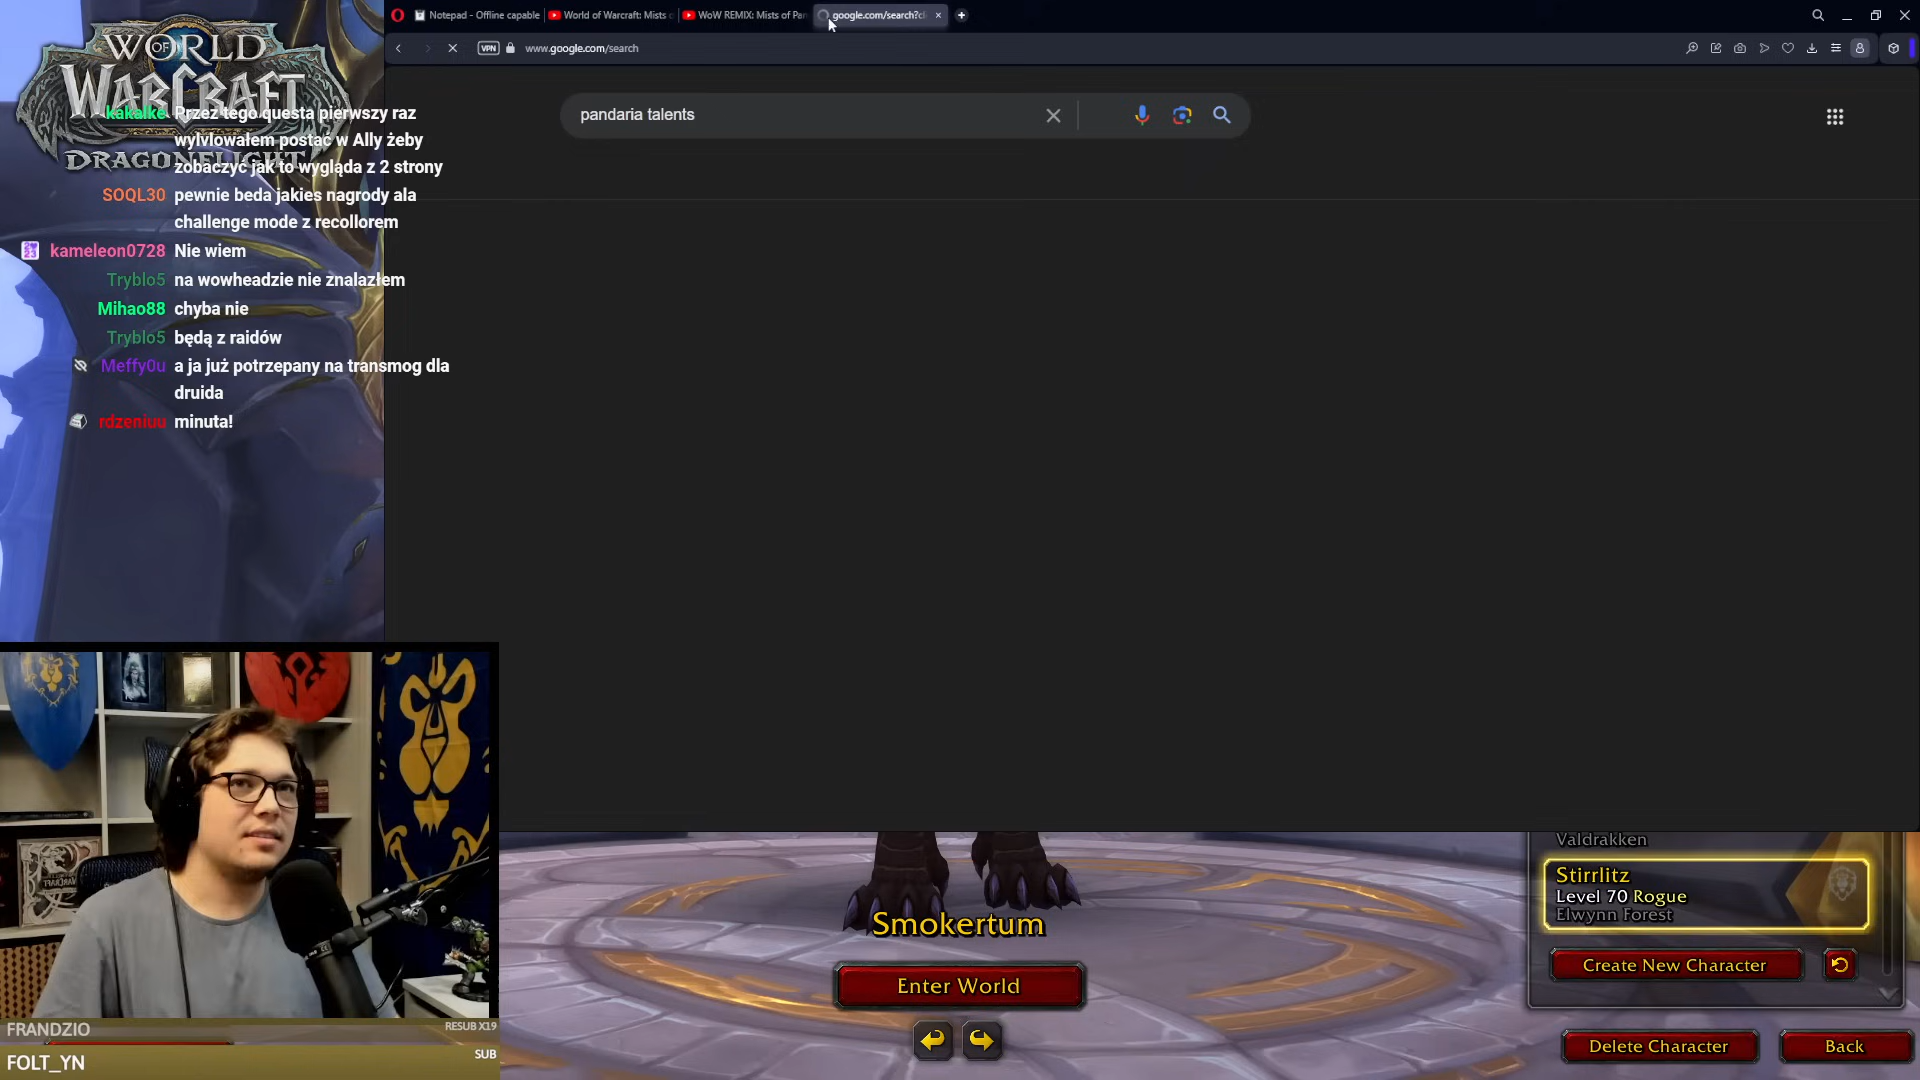 Notepad - Offline capable
World of Warcraft: Mists o
WoW REMIX: Mists of Pan
google.com/search?cli
VPN
www.google.com/search
pandaria talents
WORLD
OF
WARCRAFT
DRAGONFLIGHT
kakalke Przez tego questa pierwszy raz
wylvlowałem postać w Ally żeby
zobaczyć jak to wygląda z 2 strony
SOQL30 pewnie beda jakies nagrody ala
challenge mode z recollorem
kameleon0728 Nie wiem
Tryblo5 na wowheadzie nie znalazłem
Mihao88 chyba nie
Tryblo5 będą z raidów
Meffy0u a ja już potrzepany na transmog dla
druida
rdzeniuu minuta!
Valdrakken
Stirrlitz
Level 70 Rogue
Elwynn Forest
Smokertum
Enter World
Create New Character
Delete Character
Back
FRANDZIO
RESUB X19
FOLT_YN
SUB